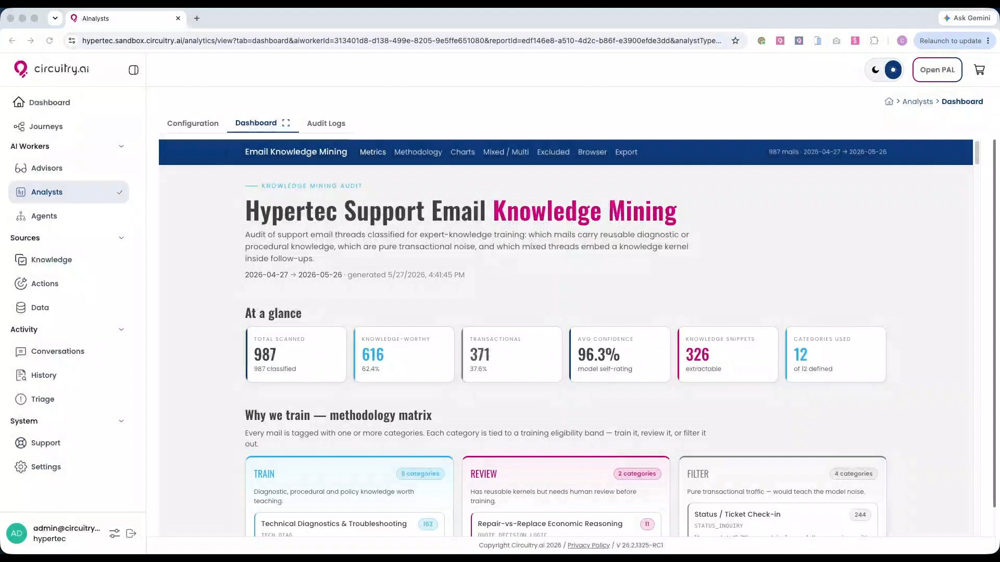 AInalysts
Ask Gemini
hypertec.sandbox.circuitry.ai/analytics/view?tab=dashboard&aiworkerId=313401d8-d138-499e-8205-9e5ffe651080&reportId=edf146e8-a510-4d2c-b86f-e3900efde3dd&analystType...
C
Relaunch to update
circuitry.ai
Open PAL
Analysts > Dashboard
Dashboard
Journeys
AI Workers
Advisors
Analysts
Agents
Sources
Knowledge
Actions
Data
Activity
Conversations
History
Triage
System
Support
Settings
AD
admin@circuitry...
hypertec
Configuration
Dashboard
Audit Logs
Email Knowledge Mining
Metrics
Methodology
Charts
Mixed / Multi
Excluded
Browser
Export
987 mails · 2026-04-27 → 2026-05-26
KNOWLEDGE MINING AUDIT
Hypertec Support Email Knowledge Mining
Audit of support email threads classified for expert-knowledge training: which mails carry reusable diagnostic or
procedural knowledge, which are pure transactional noise, and which mixed threads embed a knowledge kernel
inside follow-ups.
2026-04-27 → 2026-05-26 · generated 5/27/2026, 4:41:45 PM
At a glance
TOTAL SCANNED
987
987 classified
KNOWLEDGE-WORTHY
616
62.4%
TRANSACTIONAL
371
37.6%
AVG CONFIDENCE
96.3%
model self-rating
KNOWLEDGE SNIPPETS
326
extractable
CATEGORIES USED
12
of 12 defined
Why we train — methodology matrix
Every mail is tagged with one or more categories. Each category is tied to a training eligibility band — train it, review it, or filter it
out.
TRAIN
6 categories
Diagnostic, procedural and policy knowledge worth
teaching.
Technical Diagnostics & Troubleshooting
162
TECH_DIAG
REVIEW
2 categories
Has reusable kernels but needs human review before
training.
Repair-vs-Replace Economic Reasoning
11
QUOTE_DECISION_LOGIC
FILTER
4 categories
Pure transactional traffic — would teach the model noise.
Status / Ticket Check-in
244
STATUS_INQUIRY
Copyright Circuitry.ai 2026 / Privacy Policy / V 26.2.1325-RC1